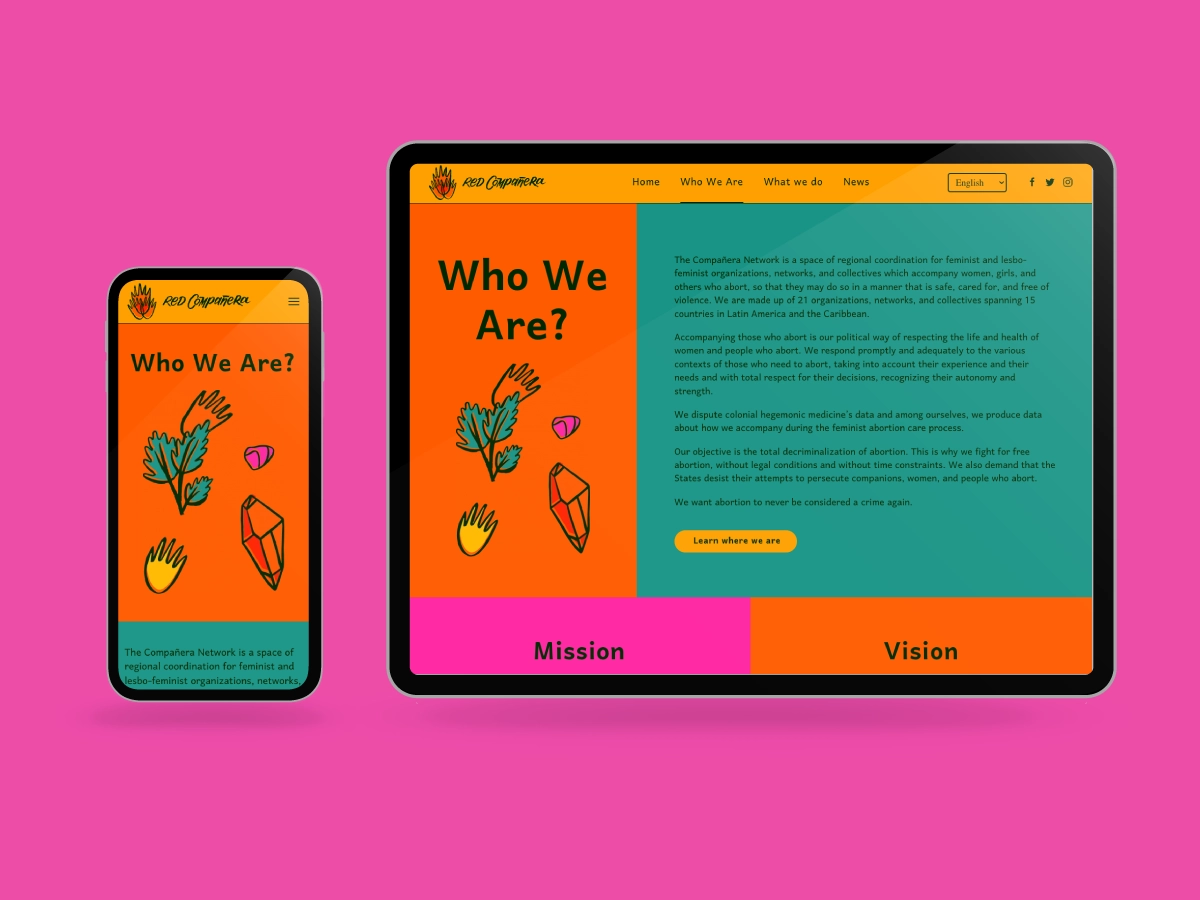 RED COMPAÑERA
Who We Are?
The Compañera Network is a space of
regional coordination for feminist and
lesbo-feminist organizations, networks,
RED COMPAÑERA
Home Who We Are What we do News English
Who We
Are?
The Compañera Network is a space of regional coordination for feminist and lesbo-
feminist organizations, networks, and collectives which accompany women, girls, and
others who abort, so that they may do so in a manner that is safe, cared for, and free of
violence. We are made up of 21 organizations, networks, and collectives spanning 15
countries in Latin America and the Caribbean.
Accompanying those who abort is our political way of respecting the life and health of
women and people who abort. We respond promptly and adequately to the various
contexts of those who need to abort, taking into account their experience and their
needs and with total respect for their decisions, recognizing their autonomy and
strength.
We dispute colonial hegemonic medicine's data and among ourselves, we produce data
about how we accompany during the feminist abortion care process.
Our objective is the total decriminalization of abortion. This is why we fight for free
abortion, without legal conditions and without time constraints. We also demand that the
States desist their attempts to persecute companions, women, and people who abort.
We want abortion to never be considered a crime again.
Learn where we are
Mission
Vision